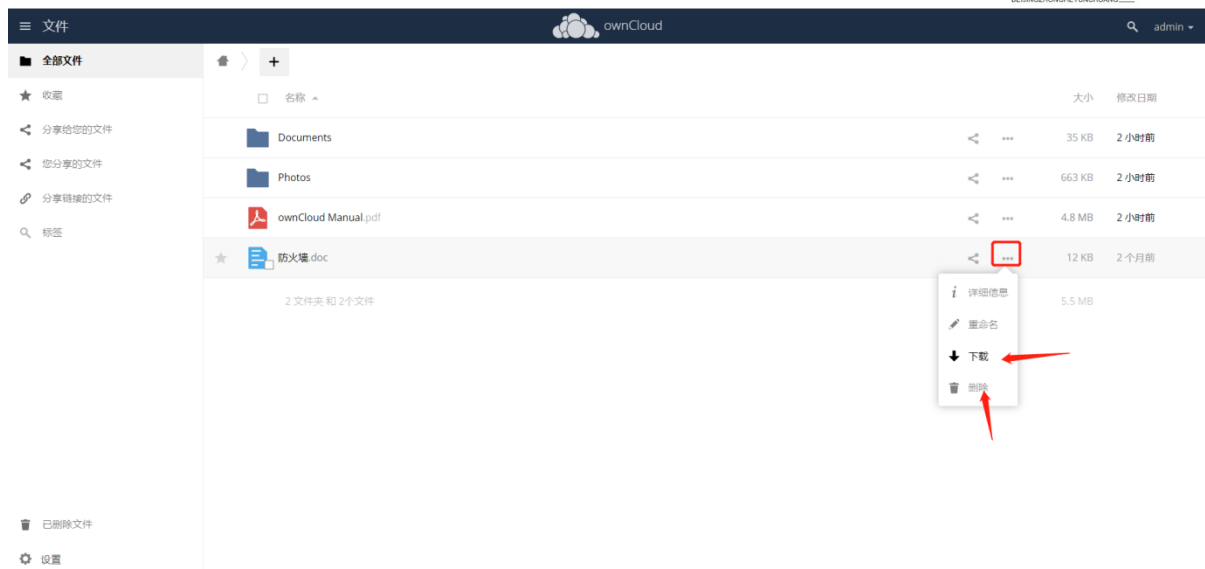 文件 ownCloud admin
全部文件
收藏
分享给您的文件
您分享的文件
分享链接的文件
标签
名称 大小 修改日期
Documents 35 KB 2 小时前
Photos 663 KB 2 小时前
ownCloud Manual.pdf 4.8 MB 2 小时前
防火墙.doc 12 KB 2 个月前
2 文件夹 和 2个文件 5.5 MB
详细信息
重命名
下载
删除
已删除文件
设置